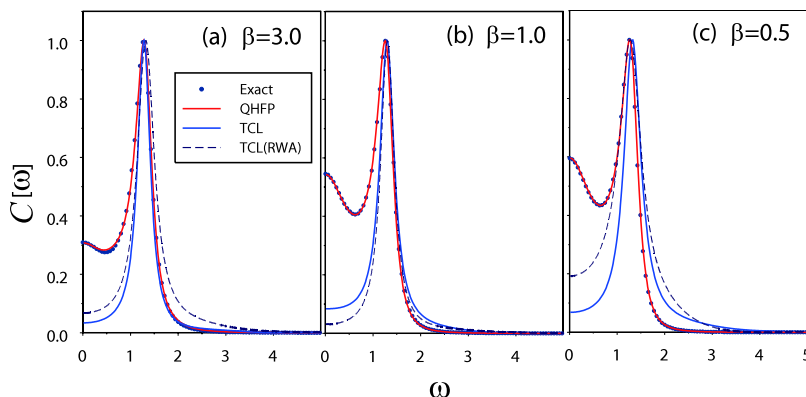 (a) β=3.0
(b) β=1.0
(c) β=0.5
Exact
QHFP
TCL
TCL(RWA)
C[ω]
1.0
0.8
0.6
0.4
0.2
0.0
0 1 2 3 4
0 1 2 3 4
0 1 2 3 4 5
ω